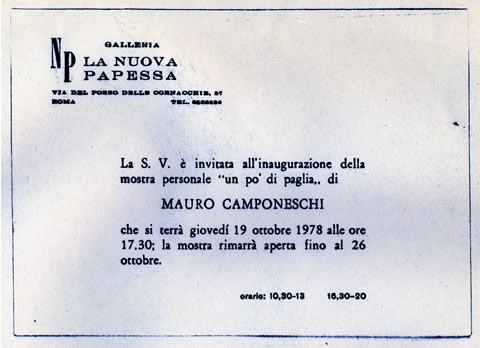 GALLERIA
NP LA NUOVA
PAPESSA
VIA DEL POZZO DELLE CORNACCHIE,
ROMA TEL.
La S. V. è invitata all'inaugurazione della
mostra personale "un po' di paglia„ di
MAURO CAMPONESCHI
che si terrà giovedí 19 ottobre 1978 alle ore
17.30; la mostra rimarrà aperta fino al 26
ottobre.
orario: 10,30-13 16,30-20